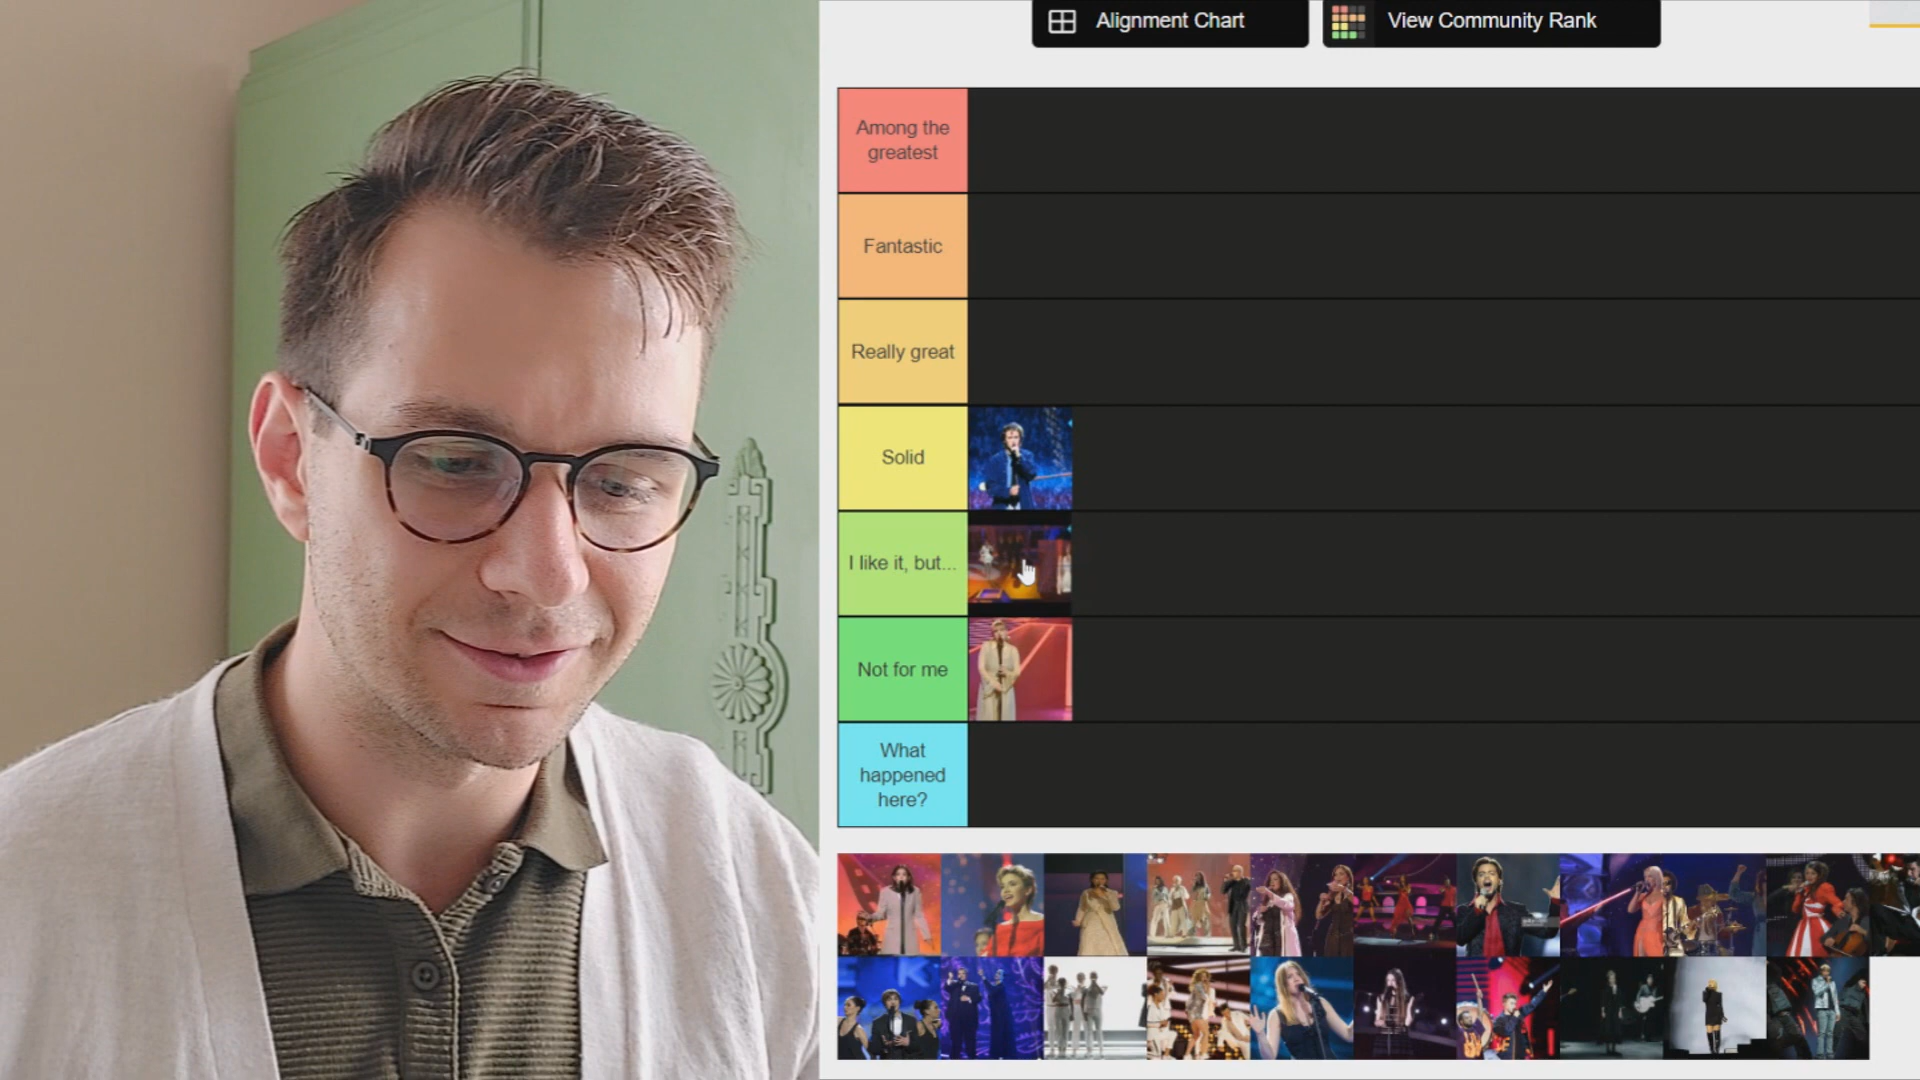 Alignment Chart
View Community Rank
Among the
greatest
Fantastic
Really great
Solid
I like it, but...
Not for me
What
happened
here?